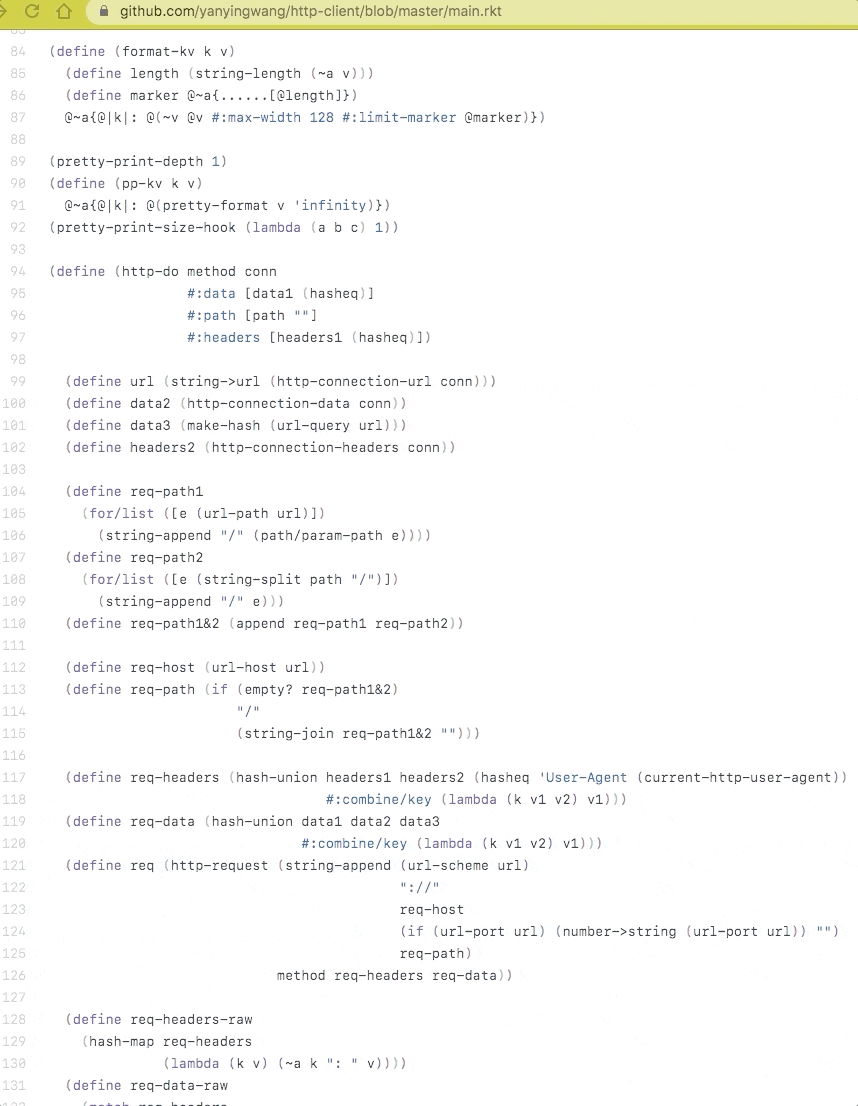 github.com/yanyingwang/http-client/blob/master/main.rkt
84 (define (format-kv k v)
85 (define length (string-length (~a v)))
86 (define marker @~a{......[@length]})
87 @~a{@|k|: @(~v @v #:max-width 128 #:limit-marker @marker)})
88
89 (pretty-print-depth 1)
90 (define (pp-kv k v)
91 @~a{@|k|: @(pretty-format v 'infinity)})
92 (pretty-print-size-hook (lambda (a b c) 1))
93
94 (define (http-do method conn
95 #:data [data1 (hasheq)]
96 #:path [path ""]
97 #:headers [headers1 (hasheq)])
98
99 (define url (string->url (http-connection-url conn)))
100 (define data2 (http-connection-data conn))
101 (define data3 (make-hash (url-query url)))
102 (define headers2 (http-connection-headers conn))
103
104 (define req-path1
105 (for/list ([e (url-path url)])
106 (string-append "/" (path/param-path e))))
107 (define req-path2
108 (for/list ([e (string-split path "/")])
109 (string-append "/" e)))
110 (define req-path1&2 (append req-path1 req-path2))
111
112 (define req-host (url-host url))
113 (define req-path (if (empty? req-path1&2)
114 "/"
115 (string-join req-path1&2 "")))
116
117 (define req-headers (hash-union headers1 headers2 (hasheq 'User-Agent (current-http-user-agent))
118 #:combine/key (lambda (k v1 v2) v1)))
119 (define req-data (hash-union data1 data2 data3
120 #:combine/key (lambda (k v1 v2) v1)))
121 (define req (http-request (string-append (url-scheme url)
122 "://"
123 req-host
124 (if (url-port url) (number->string (url-port url)) "")
125 req-path)
126 method req-headers req-data))
127
128 (define req-headers-raw
129 (hash-map req-headers
130 (lambda (k v) (~a k ": " v))))
131 (define req-data-raw